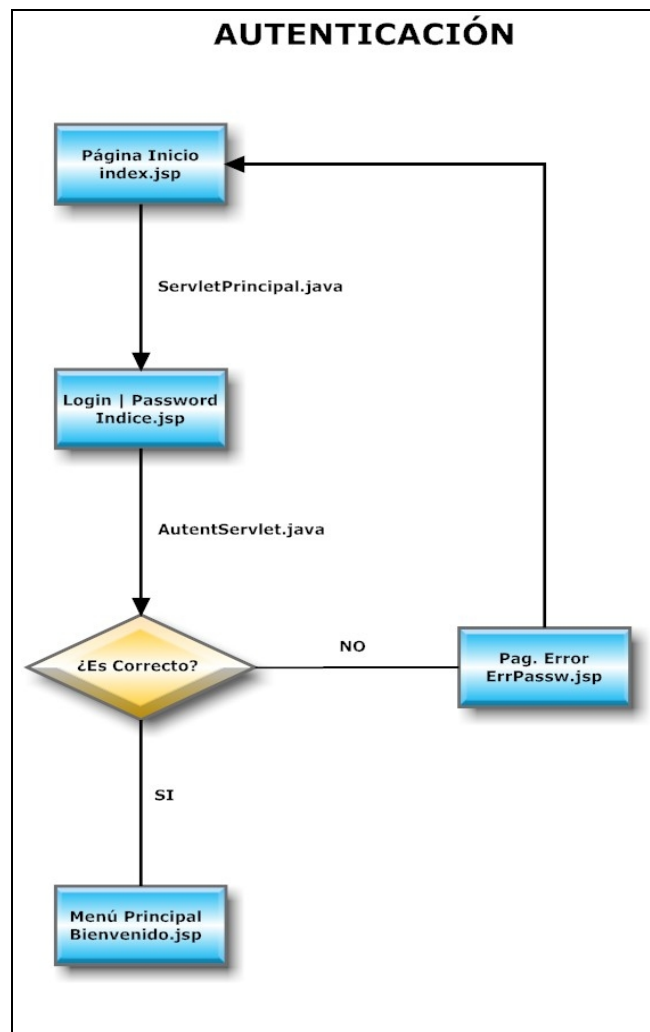 AUTENTICACIÓN
Página Inicio
index.jsp
ServletPrincipal.java
Login | Password
Indice.jsp
AutentServlet.java
¿Es Correcto?
NO
Pag. Error
ErrPassw.jsp
SI
Menú Principal
Bienvenido.jsp